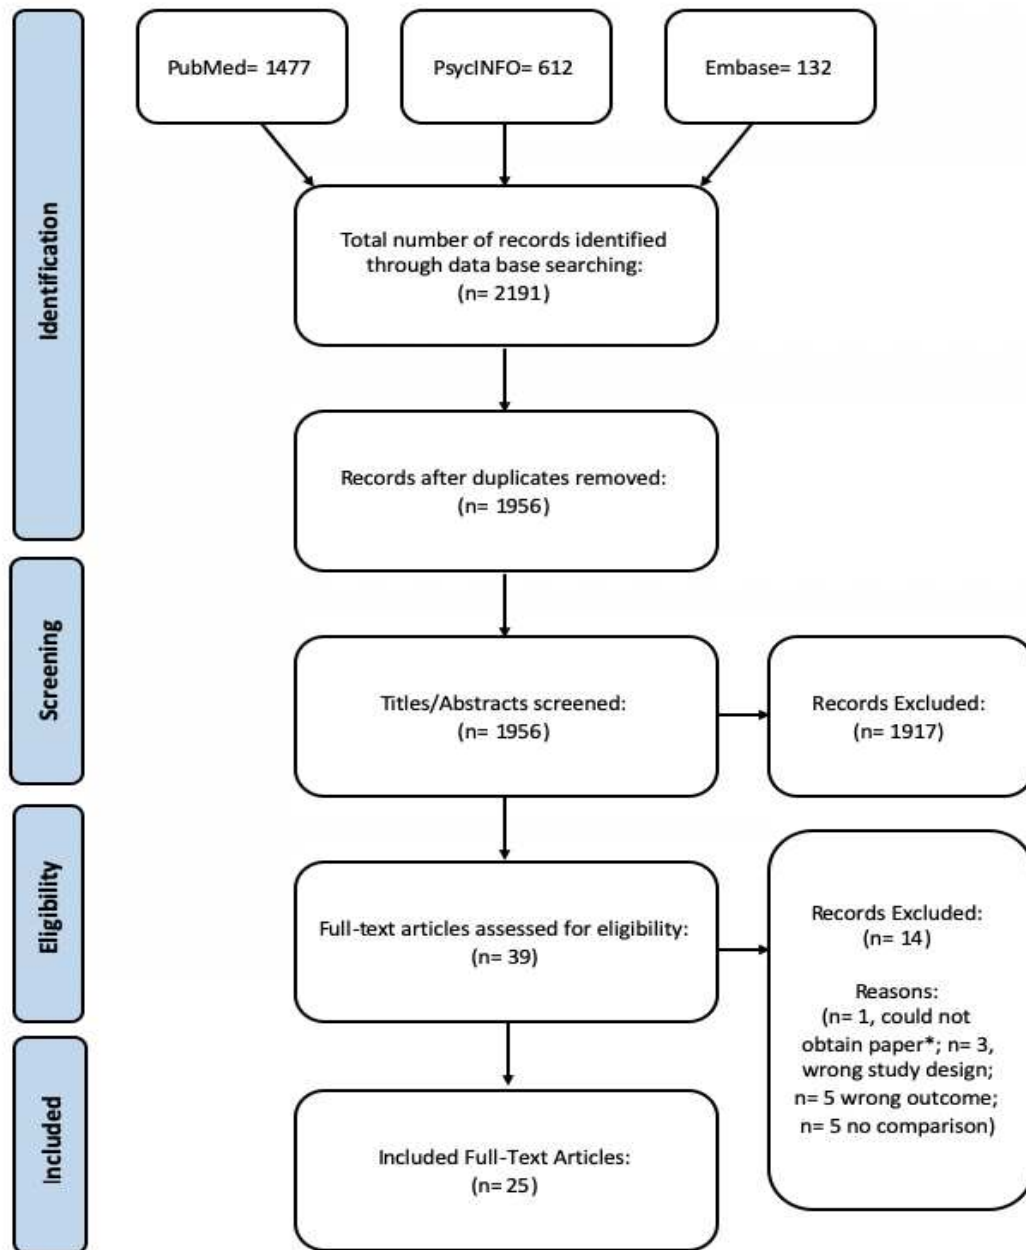 PubMed= 1477
PsycINFO= 612
Embase= 132
Identification
Total number of records identified
through data base searching:
(n= 2191)
Records after duplicates removed:
(n= 1956)
Screening
Titles/Abstracts screened:
(n= 1956)
Records Excluded:
(n= 1917)
Eligibility
Full-text articles assessed for eligibility:
(n= 39)
Records Excluded:
(n= 14)
Reasons:
(n= 1, could not
obtain paper*; n= 3,
wrong study design;
n= 5 wrong outcome;
n= 5 no comparison)
Included
Included Full-Text Articles:
(n= 25)